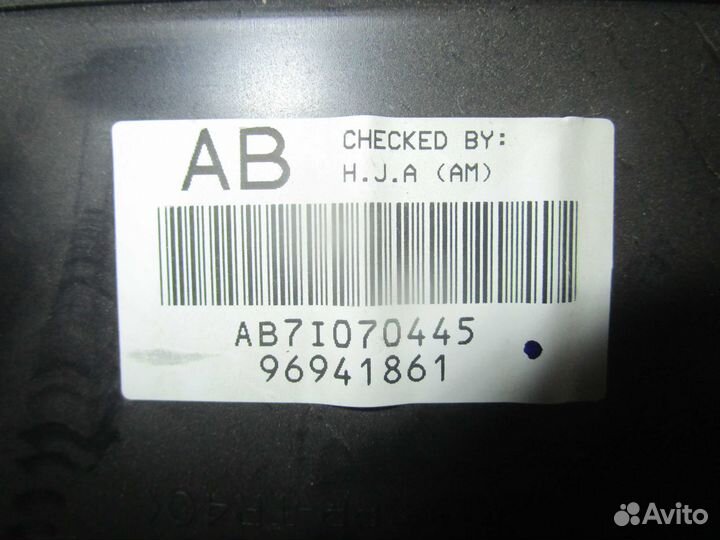 AB
CHECKED BY:
H.J.A (AM)
AB7I070445
96941861
Avito